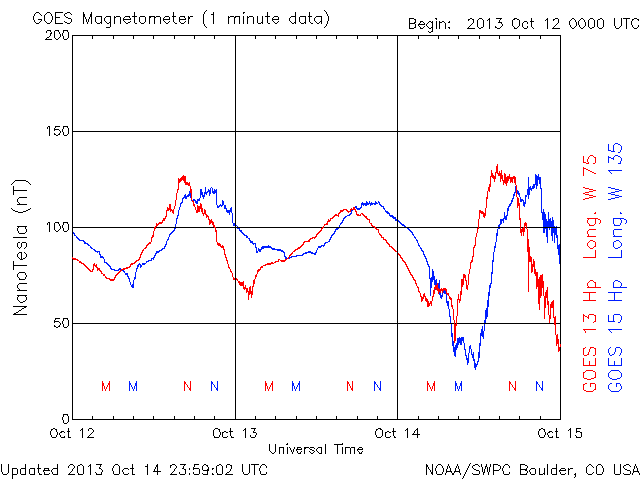 GOES Magnetometer (1 minute data)
Begin: 2013 Oct 12 0000 UTC
200
150
100
50
0
NanoTesla (nT)
M M N N M M N N M M N N
Oct 12 Oct 13 Oct 14 Oct 15
Universal Time
GOES 13 Hp Long. W 75
GOES 15 Hp Long. W 135
Updated 2013 Oct 14 23:59:02 UTC
NOAA/SWPC Boulder, CO USA